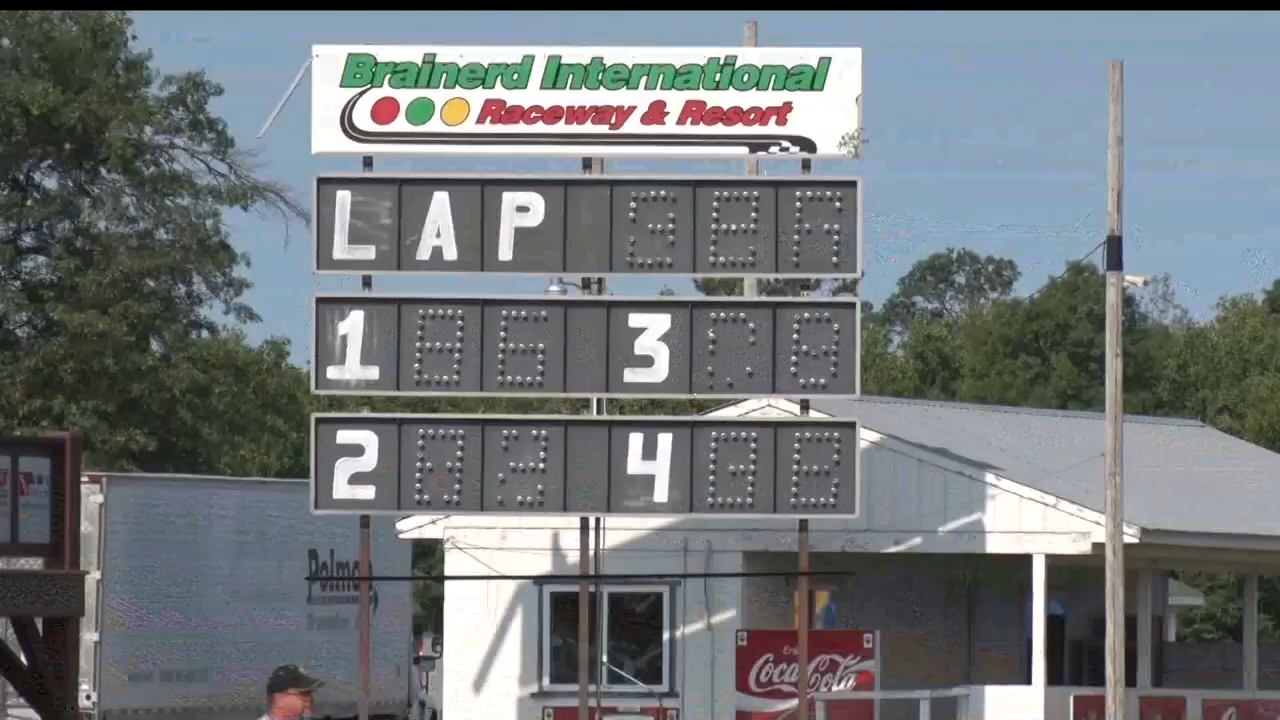 Brainerd International
Raceway & Resort
LAP
1 3
2 4
Coca-Cola